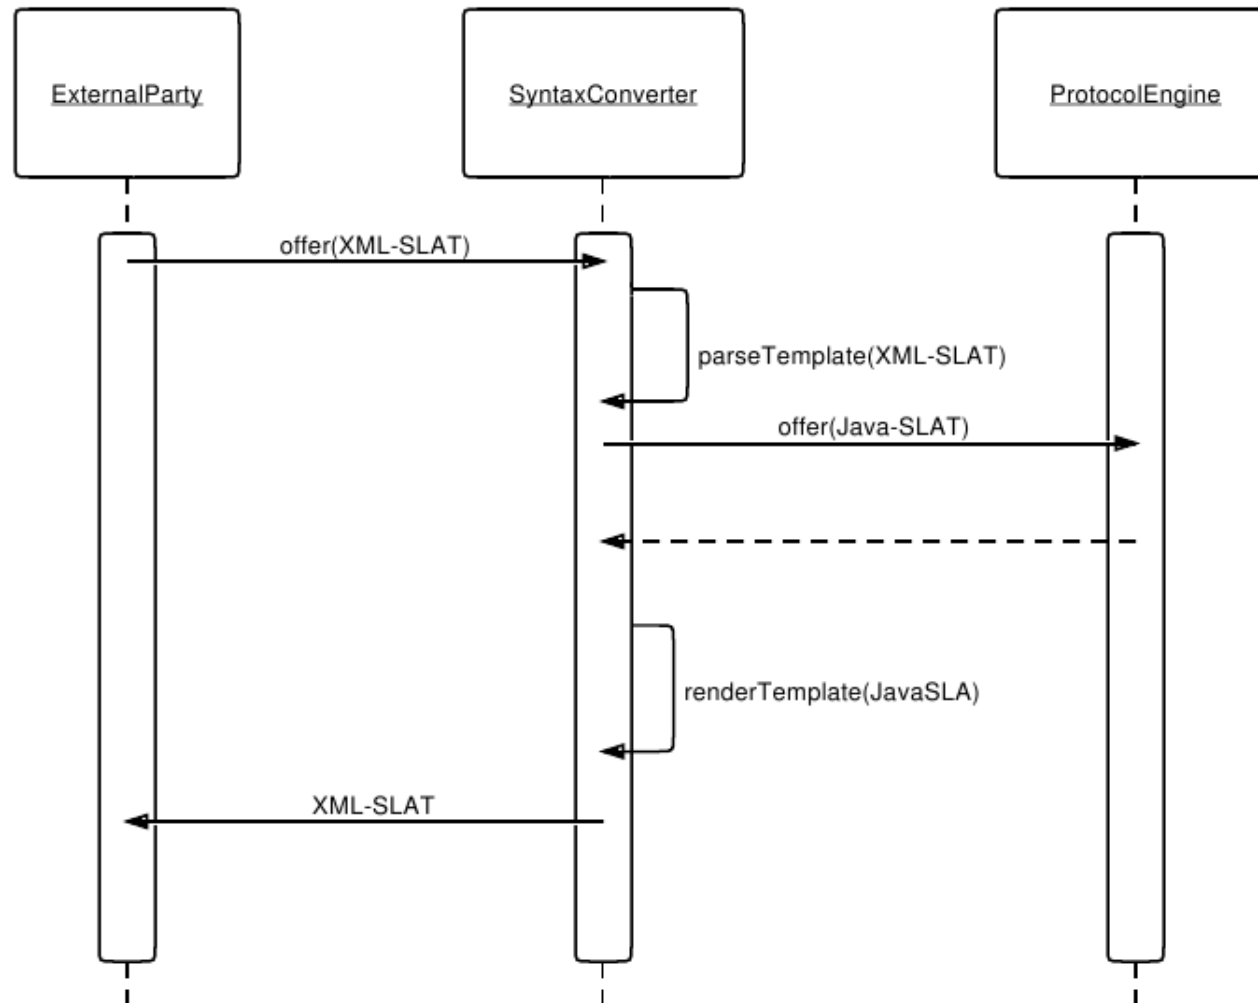 ExternalParty
SyntaxConverter
ProtocolEngine
offer(XML-SLAT)
parseTemplate(XML-SLAT)
offer(Java-SLAT)
renderTemplate(JavaSLA)
XML-SLAT